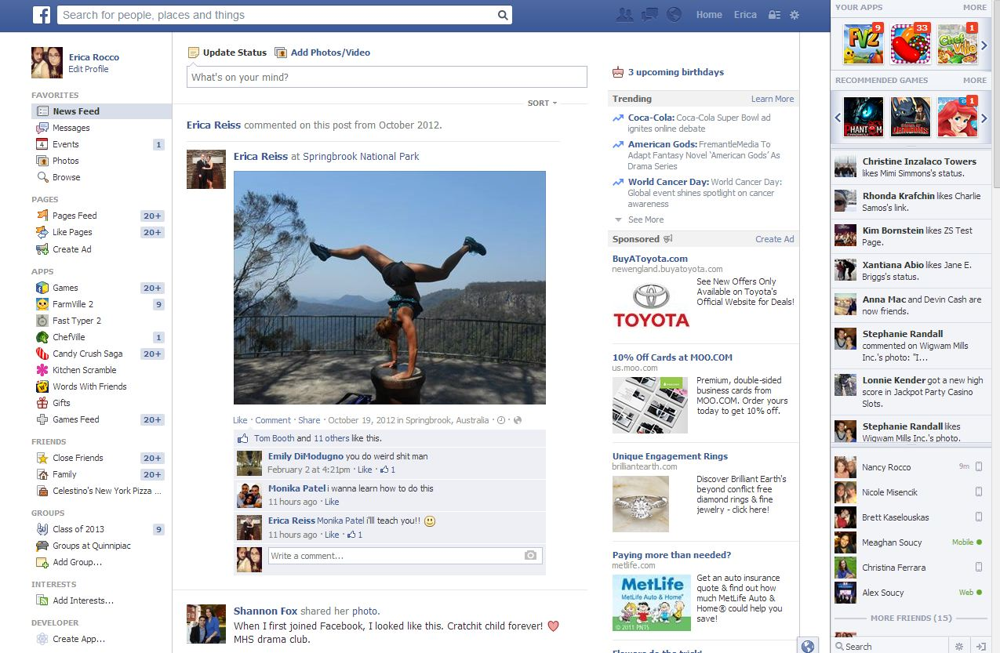 Search for people, places and things
Home
Erica
Erica Rocco
Edit Profile
FAVORITES
News Feed
Messages
Events 1
Photos
Browse
PAGES
Pages Feed 20+
Like Pages 20+
Create Ad
APPS
Games 20+
FarmVille 2 9
Fast Typer 2
ChefVille 1
Candy Crush Saga 20+
Kitchen Scramble
Words With Friends
Gifts
Games Feed 20+
FRIENDS
Close Friends 20+
Family 20+
Celestino's New York Pizza ...
GROUPS
Class of 2013 9
Groups at Quinnipiac
Add Group...
INTERESTS
Add Interests...
DEVELOPER
Create App...
Update Status Add Photos/Video
What's on your mind?
SORT
Erica Reiss commented on this post from October 2012.
Erica Reiss at Springbrook National Park
Like · Comment · Share · October 19, 2012 in Springbrook, Australia ·
Tom Booth and 11 others like this.
Emily DiModugno you do weird shit man
February 2 at 4:21pm · Like · 1
Monika Patel i wanna learn how to do this
11 hours ago · Like
Erica Reiss Monika Patel i'lll teach you!!
11 hours ago · Like · 1
Write a comment...
Shannon Fox shared her photo.
When I first joined Facebook, I looked like this. Cratchit child forever!
MHS drama club.
3 upcoming birthdays
Trending Learn More
Coca-Cola: Coca-Cola Super Bowl ad
ignites online debate
American Gods: FremantleMedia To
Adapt Fantasy Novel 'American Gods' As
Drama Series
World Cancer Day: World Cancer Day:
Global event shines spotlight on cancer
awareness
See More
Sponsored Create Ad
BuyAToyota.com
newengland.buyatoyota.com
TOYOTA
See New Offers Only
Available on Toyota's
Official Website for Deals!
10% Off Cards at MOO.COM
us.moo.com
Premium, double-sided
business cards from
MOO.COM. Order yours
today to get 10% off.
Unique Engagement Rings
brilliantearth.com
Discover Brilliant Earth's
beyond conflict free
diamond rings & fine
jewelry - click here!
Paying more than needed?
metlife.com
MetLife
MetLife Auto & Home®
© 2011 PNTS
Get an auto insurance
quote & find out how
much MetLife Auto &
Home® could help you
save!
Flowers do the trick!
YOUR APPS MORE
FV2
9
33
Chef Ville
1
RECOMMENDED GAMES MORE
PHANTOM
1
Christine Inzalaco Towers
likes Mimi Simmons's status.
Rhonda Krafchin likes Charlie
Samos's link.
Kim Bornstein likes ZS Test
Page.
Xantiana Abio likes Jane E.
Briggs's status.
Anna Mac and Devin Cash are
now friends.
Stephanie Randall
commented on Wigwam Mills
Inc.'s photo: "I...
Lonnie Kender got a new high
score in Jackpot Party Casino
Slots.
Stephanie Randall likes
Wigwam Mills Inc.'s photo.
Nancy Rocco 9m
Nicole Misencik
Brett Kaselouskas
Meaghan Soucy Mobile
Christina Ferrara
Alex Soucy Web
MORE FRIENDS (15)
Search